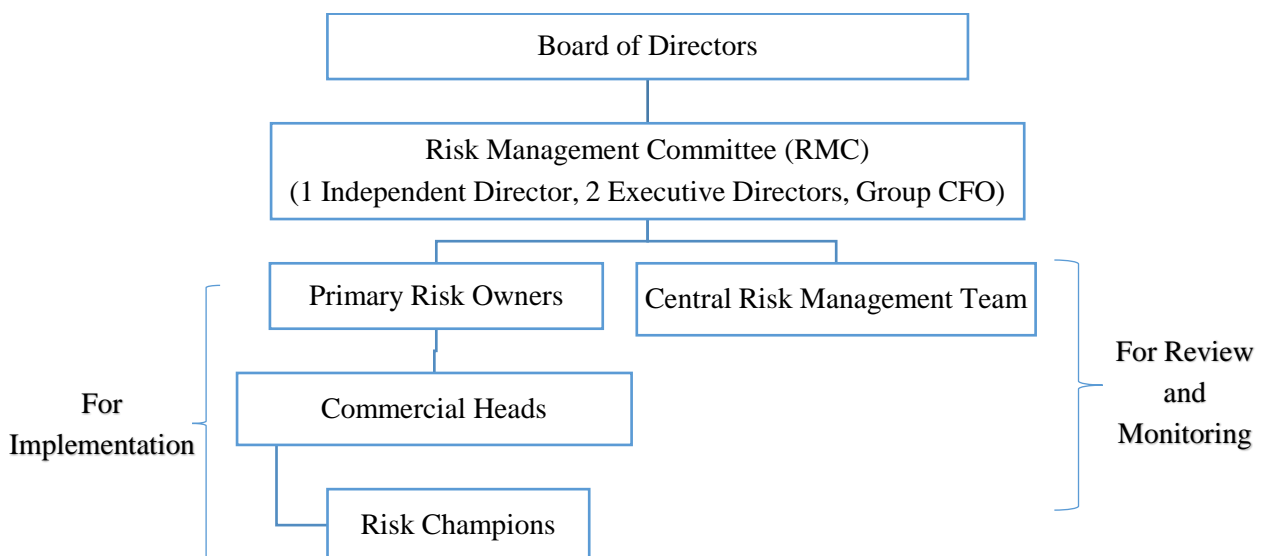 Board of Directors
Risk Management Committee (RMC)
(1 Independent Director, 2 Executive Directors, Group CFO)
Primary Risk Owners
Central Risk Management Team
Commercial Heads
Risk Champions
For
Implementation
For Review
and
Monitoring